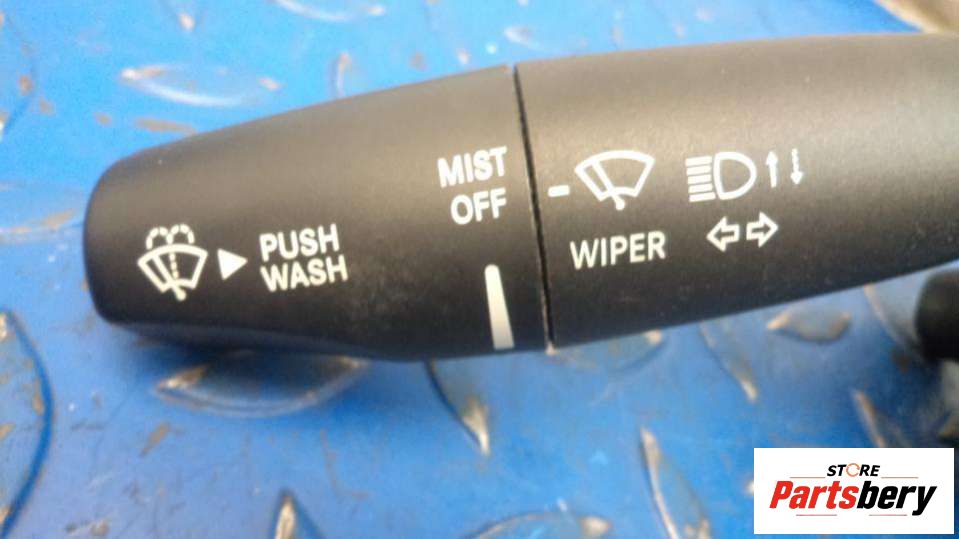 MIST
OFF
PUSH
WASH
WIPER
STORE
Partsbery